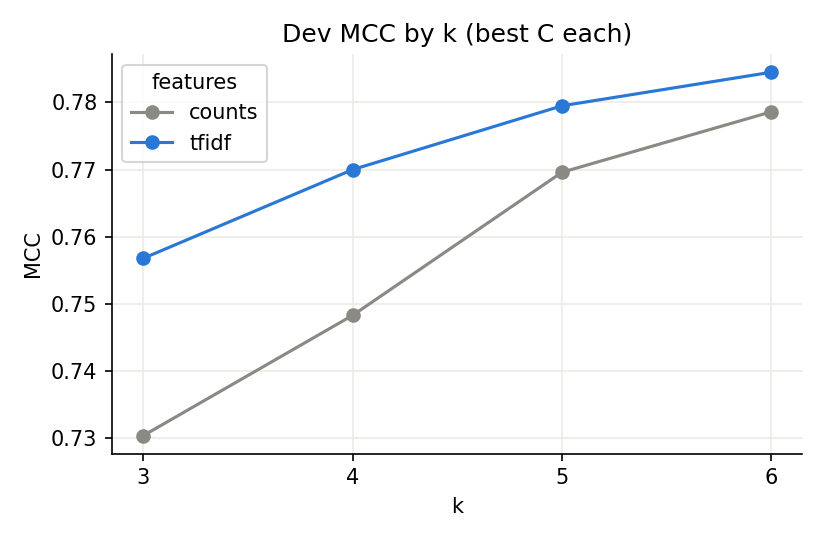 Dev MCC by k (best C each)
features
counts
tfidf
0.78
0.77
0.76
0.75
0.74
0.73
MCC
3 4 5 6
k